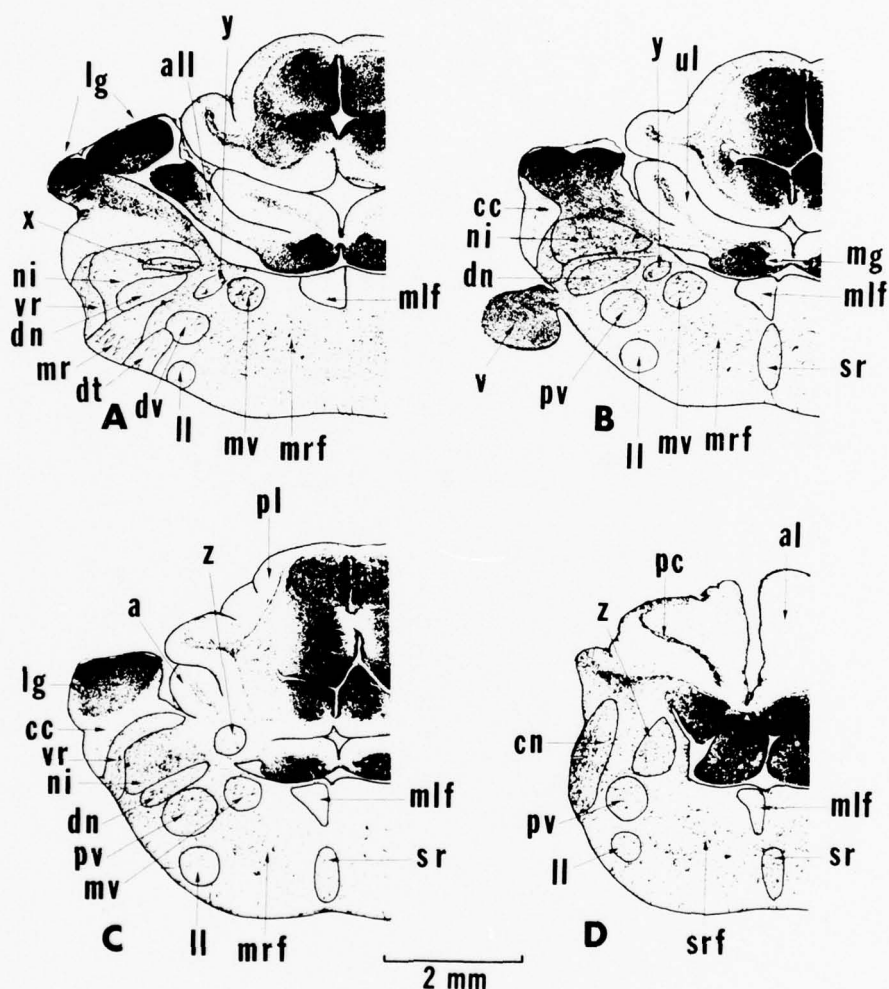 y
all
lg
x
ni
vr
dn
mr
dt
dv
ll
mv
mrf
mlf
A
y
ul
cc
ni
dn
v
pv
ll
mv
mrf
mg
mlf
sr
B
pl
z
a
lg
cc
vr
ni
dn
pv
mv
ll
mrf
mlf
sr
C
al
pc
z
cn
pv
ll
srf
mlf
sr
D
2 mm